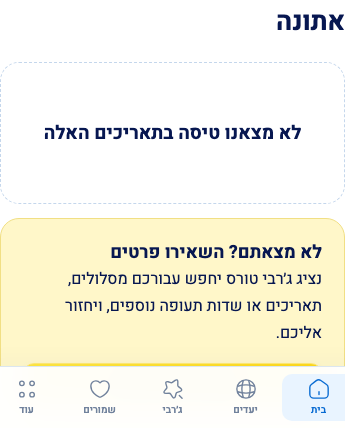 אתונה
לא מצאנו טיסה בתאריכים האלה
לא מצאתם? השאירו פרטים
נציג ג׳רבי טורס יחפש עבורכם מסלולים,
תאריכים או שדות תעופה נוספים, ויחזור
אליכם.
בית
יעדים
ג׳רבי
שמורים
עוד